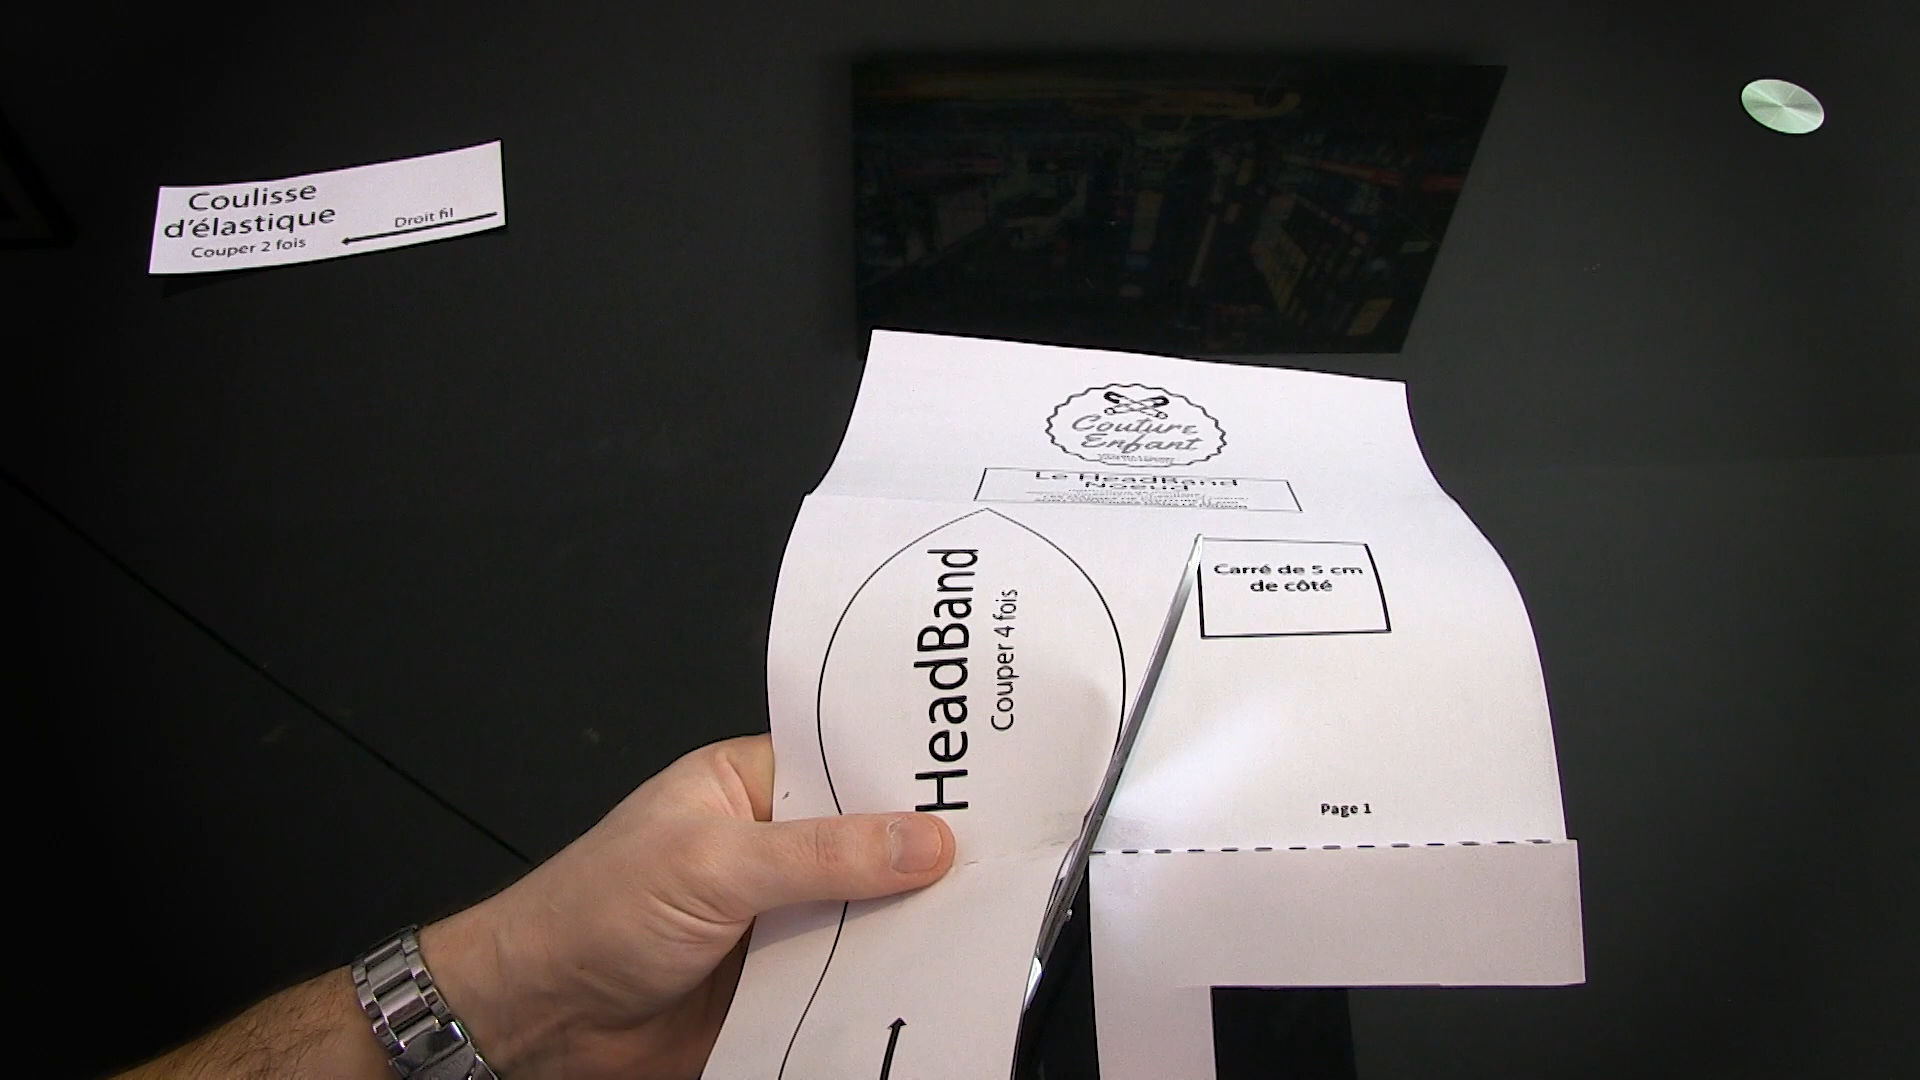 Coulisse
d'élastique
Couper 2 fois
Droit fil
Couture
Enfant
Le HeadBand
Noeud
HeadBand
Couper 4 fois
Carré de 5 cm
de côté
Page 1